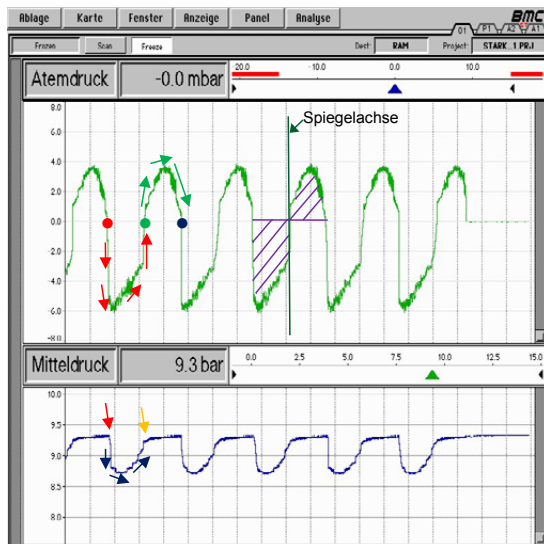 Ablage Karte Fenster Anzeige Panel Analyse BMC
01 P1 A2 A1
Frozen Scan Freeze Dest: RAM Project: STARK_1.PRJ
Atemdruck -0.0 mbar
-20.0 -10.0 0.0 10.0
8.0
Spiegelachse
6.0
4.0
2.0
0.0
-2.0
-4.0
-6.0
-8.0
Mitteldruck 9.3 bar
0.0 2.5 5.0 7.5 10.0 12.5 15.0
10.0
9.5
9.0
8.5
8.0